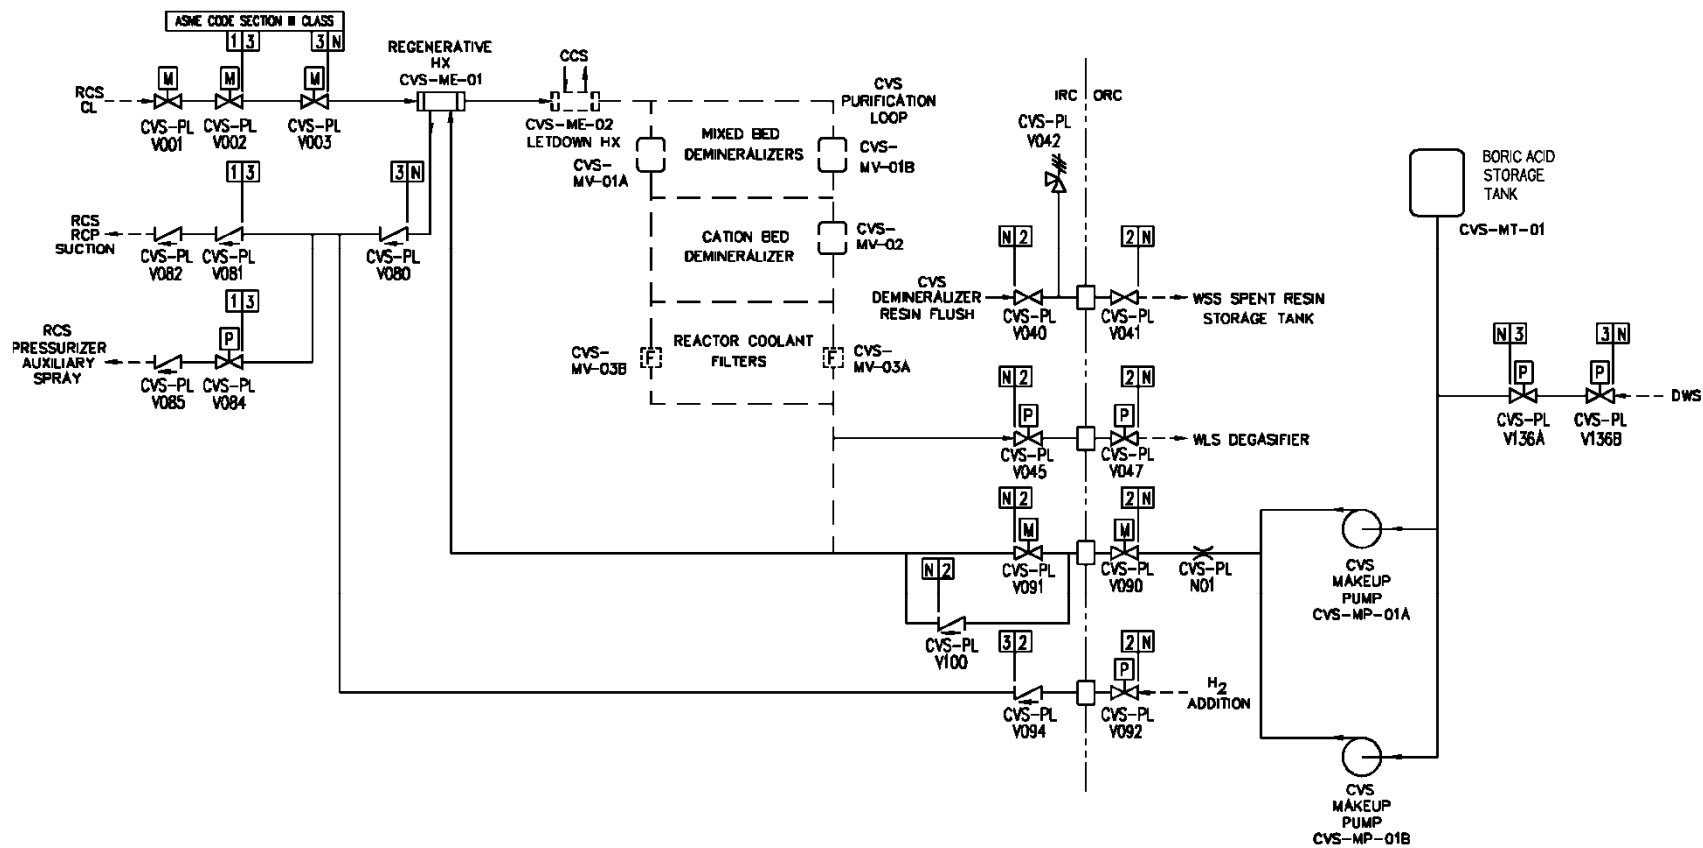 ASME CODE SECTION III CLASS
1 3
3 N
M
M
M
RCS
CL
CVS-PL
V001
CVS-PL
V002
CVS-PL
V003
REGENERATIVE
HX
CVS-ME-01
CCS
CVS-ME-02
LETDOWN HX
CVS
PURIFICATION
LOOP
MIXED BED
DEMINERALIZERS
CVS-
MV-01A
CVS-
MV-01B
CATION BED
DEMINERALIZER
CVS-
MV-02
REACTOR COOLANT
FILTERS
F
CVS-
MV-03B
F
CVS-
MV-03A
1 3
3 N
RCS
RCP
SUCTION
CVS-PL
V082
CVS-PL
V081
CVS-PL
V080
1 3
P
RCS
PRESSURIZER
AUXILIARY
SPRAY
CVS-PL
V085
CVS-PL
V084
IRC
ORC
CVS-PL
V042
N 2
2 N
CVS
DEMINERALIZER
RESIN FLUSH
CVS-PL
V040
CVS-PL
V041
WSS SPENT RESIN
STORAGE TANK
N 2
2 N
P
P
CVS-PL
V045
CVS-PL
V047
WLS DEGASIFIER
N 2
2 N
M
M
CVS-PL
V091
CVS-PL
V090
CVS-PL
N01
N 2
CVS-PL
V100
3 2
2 N
P
CVS-PL
V094
CVS-PL
V092
H2
ADDITION
BORIC ACID
STORAGE
TANK
CVS-MT-01
N 3
3 N
P
P
CVS-PL
V136A
CVS-PL
V136B
DWS
CVS
MAKEUP
PUMP
CVS-MP-01A
CVS
MAKEUP
PUMP
CVS-MP-01B